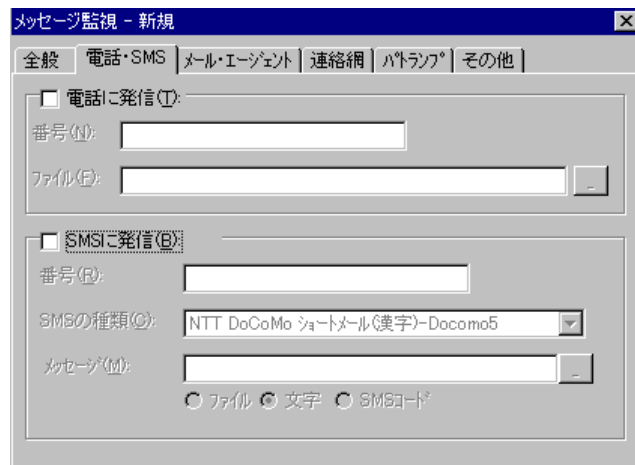 メッセージ監視 - 新規
全般 電話・SMS ﾒｰﾙ・ｴｰｼﾞｪﾝﾄ 連絡網 ﾊﾟﾄﾗﾝﾌﾟ その他
電話に発信(T):
番号(N):
ﾌｧｲﾙ(F):
SMSに発信(B):
番号(R):
SMSの種類(C): NTT DoCoMo ｼｮｰﾄﾒｰﾙ(漢字)-Docomo5
ﾒｯｾｰｼﾞ(M):
ﾌｧｲﾙ 文字 SMSｺｰﾄﾞ